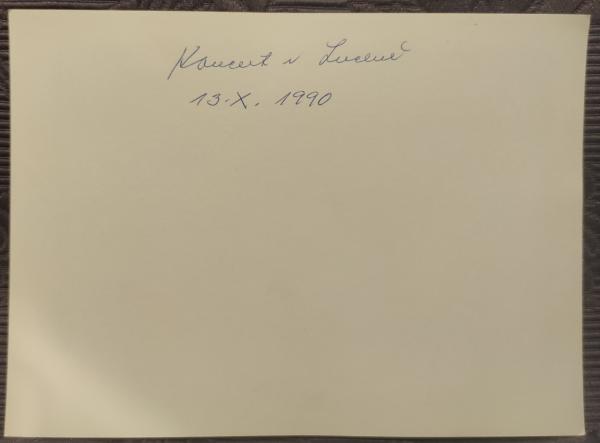 Koncert v Lucerně
13.X. 1990